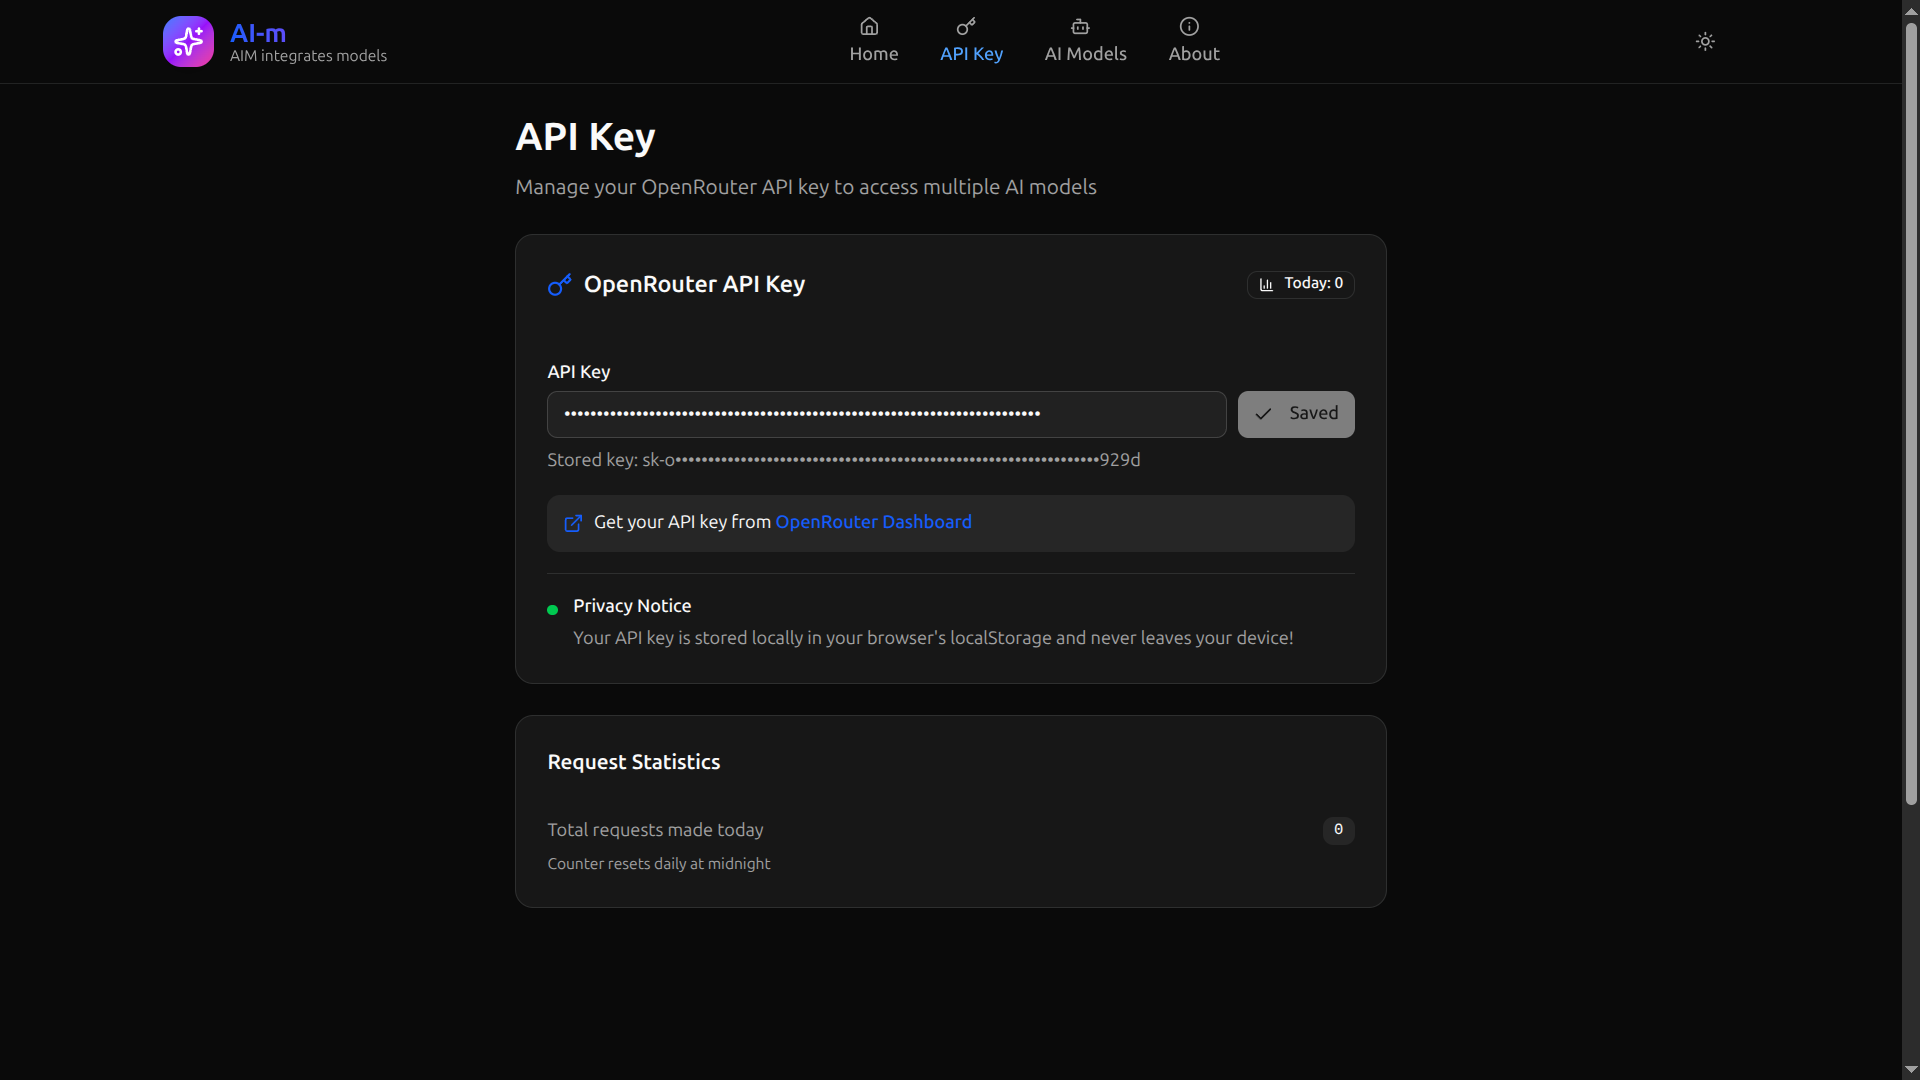 AI-m
AIM integrates models
Home
API Key
AI Models
About
API Key
Manage your OpenRouter API key to access multiple AI models
OpenRouter API Key
Today: 0
API Key
•••••••••••••••••••••••••••••••••••••••••••••••••••••••••••••••••••••••••
Saved
Stored key: sk-o•••••••••••••••••••••••••••••••••••••••••••••••••••••••••••••••••929d
Get your API key from OpenRouter Dashboard
Privacy Notice
Your API key is stored locally in your browser's localStorage and never leaves your device!
Request Statistics
Total requests made today
0
Counter resets daily at midnight